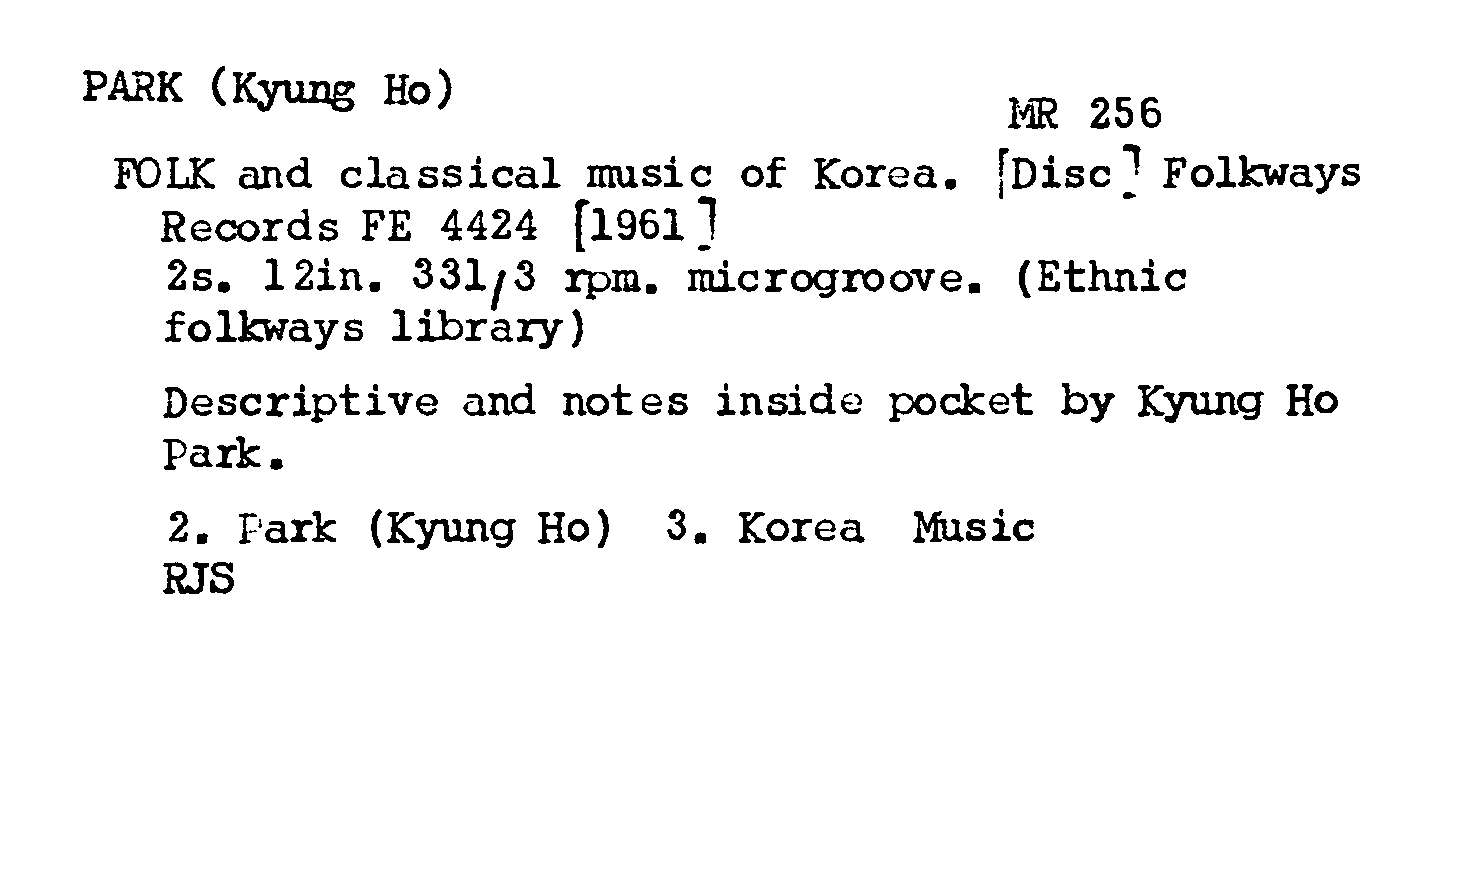 PARK (Kyung Ho)
MR 256
FOLK and classical music of Korea. [Disc] Folkways
Records FE 4424 [1961]
2s. 12in. 331/3 rpm. microgroove. (Ethnic
folkways library)
Descriptive and notes inside pocket by Kyung Ho
Park.
2. Park (Kyung Ho) 3. Korea Music
RJS